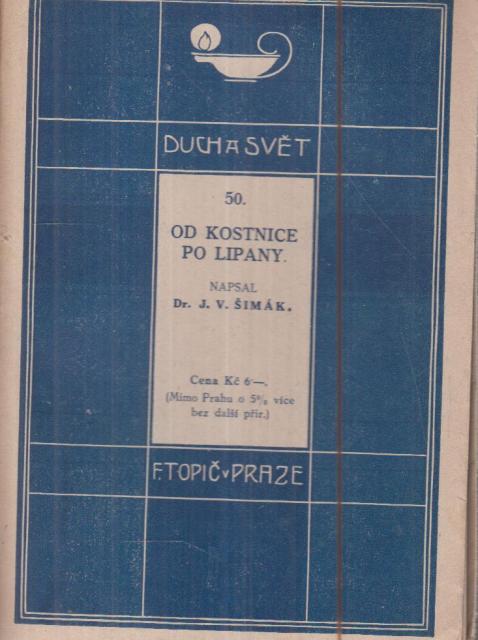 DUCH A SVĚT
50.
OD KOSTNICE
PO LIPANY.
NAPSAL
Dr. J. V. ŠIMÁK.
Cena Kč 6·—.
(Mimo Prahu o 5% více
bez další přir.)
F. TOPIČ V PRAZE